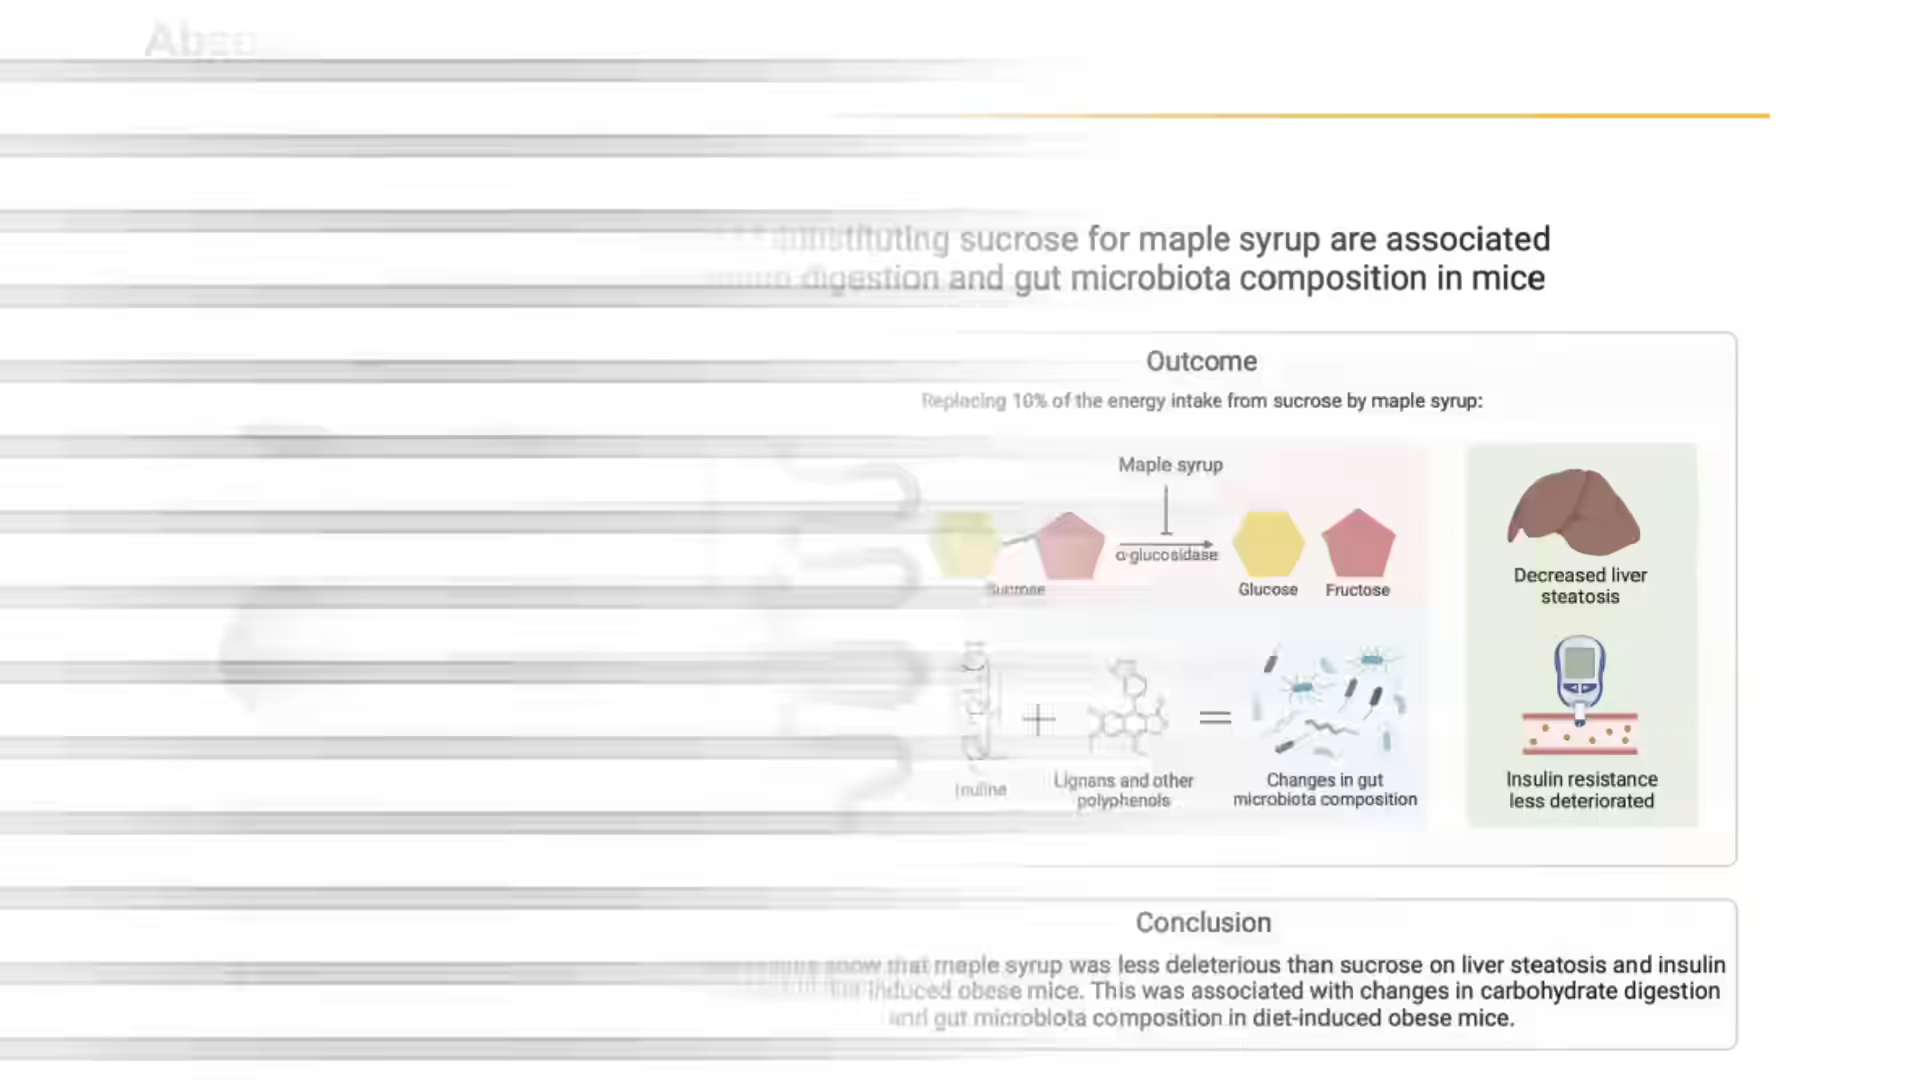 substituting sucrose for maple syrup are associated
digestion and gut microbiota composition in mice
Outcome
Replacing 10% of the energy intake from sucrose by maple syrup:
Maple syrup
α-glucosidase
Sucrose
Glucose
Fructose
Decreased liver
steatosis
Inuline
Lignans and other
polyphenols
Changes in gut
microbiota composition
Insulin resistance
less deteriorated
Conclusion
show that maple syrup was less deleterious than sucrose on liver steatosis and insulin
induced obese mice. This was associated with changes in carbohydrate digestion
and gut microbiota composition in diet-induced obese mice.